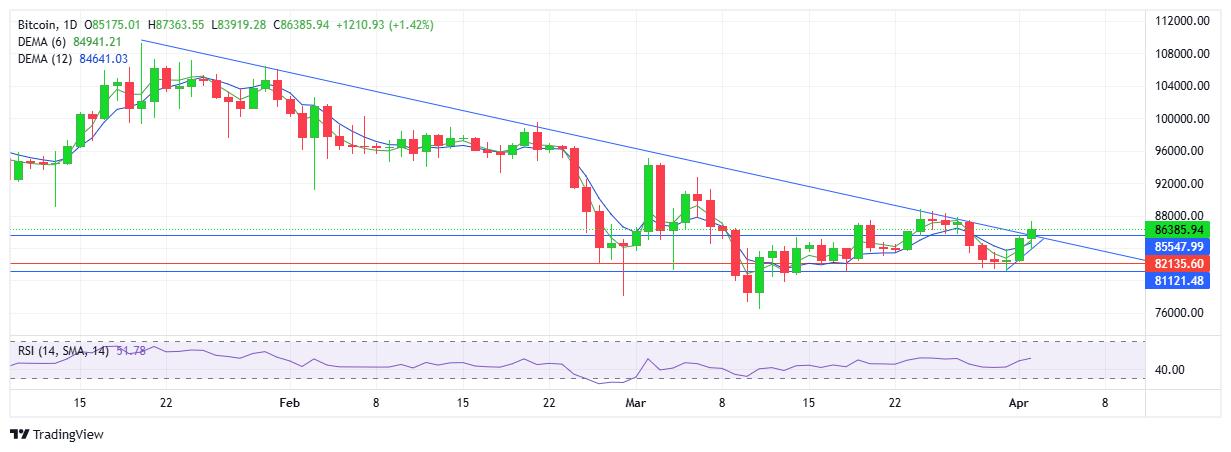 Bitcoin, 1D O85175.01 H87363.55 L83919.28 C86385.94 +1210.93 (+1.42%)
DEMA (6) 84941.21
DEMA (12) 84641.03
112000.00
108000.00
104000.00
100000.00
96000.00
92000.00
88000.00
86385.94
85547.99
82135.60
81121.48
76000.00
RSI (14, SMA, 14) 51.78
40.00
15 22 Feb 8 15 22 Mar 8 15 22 Apr 8
TradingView